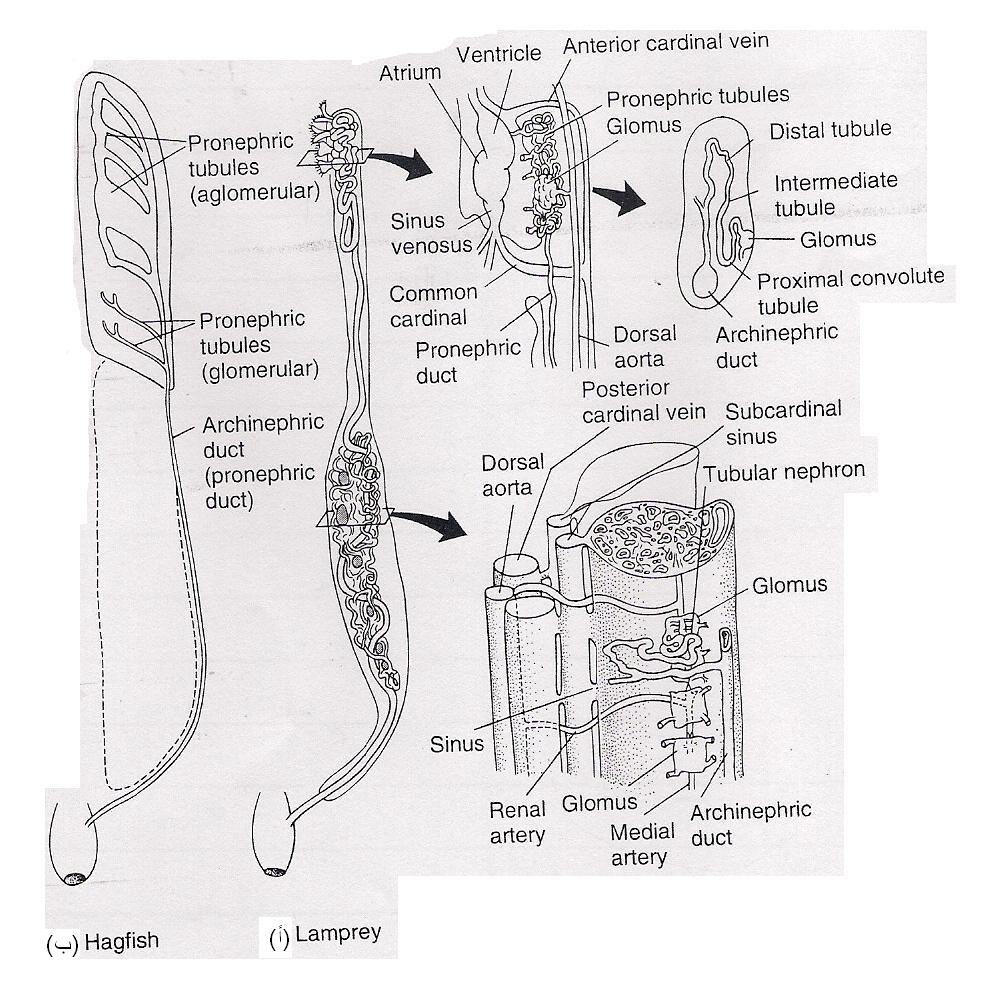 Ventricle
Anterior cardinal vein
Atrium
Pronephric tubules
Glomus
Pronephric
tubules
(aglomerular)
Distal tubule
Intermediate
tubule
Sinus
venosus
Glomus
Proximal convolute
tubule
Common
cardinal
Pronephric
tubules
(glomerular)
Pronephric
duct
Dorsal
aorta
Archinephric
duct
Posterior
cardinal vein
Subcardinal
sinus
Archinephric
duct
(pronephric
duct)
Dorsal
aorta
Tubular nephron
Glomus
Sinus
Renal
artery
Glomus
Medial
artery
Archinephric
duct
(ب) Hagfish
(أ) Lamprey